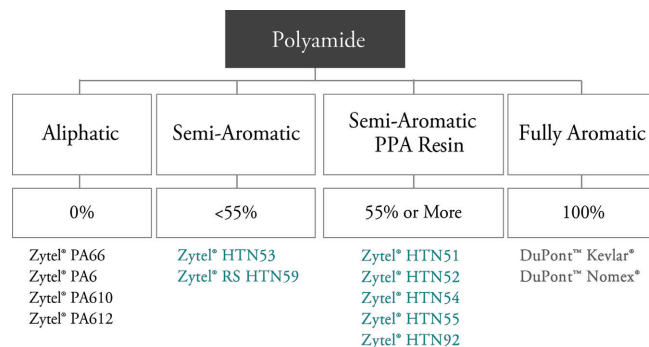 Polyamide
Aliphatic
Semi-Aromatic
Semi-Aromatic
PPA Resin
Fully Aromatic
0%
<55%
55% or More
100%
Zytel® PA66
Zytel® PA6
Zytel® PA610
Zytel® PA612
Zytel® HTN53
Zytel® RS HTN59
Zytel® HTN51
Zytel® HTN52
Zytel® HTN54
Zytel® HTN55
Zytel® HTN92
DuPont™ Kevlar®
DuPont™ Nomex®